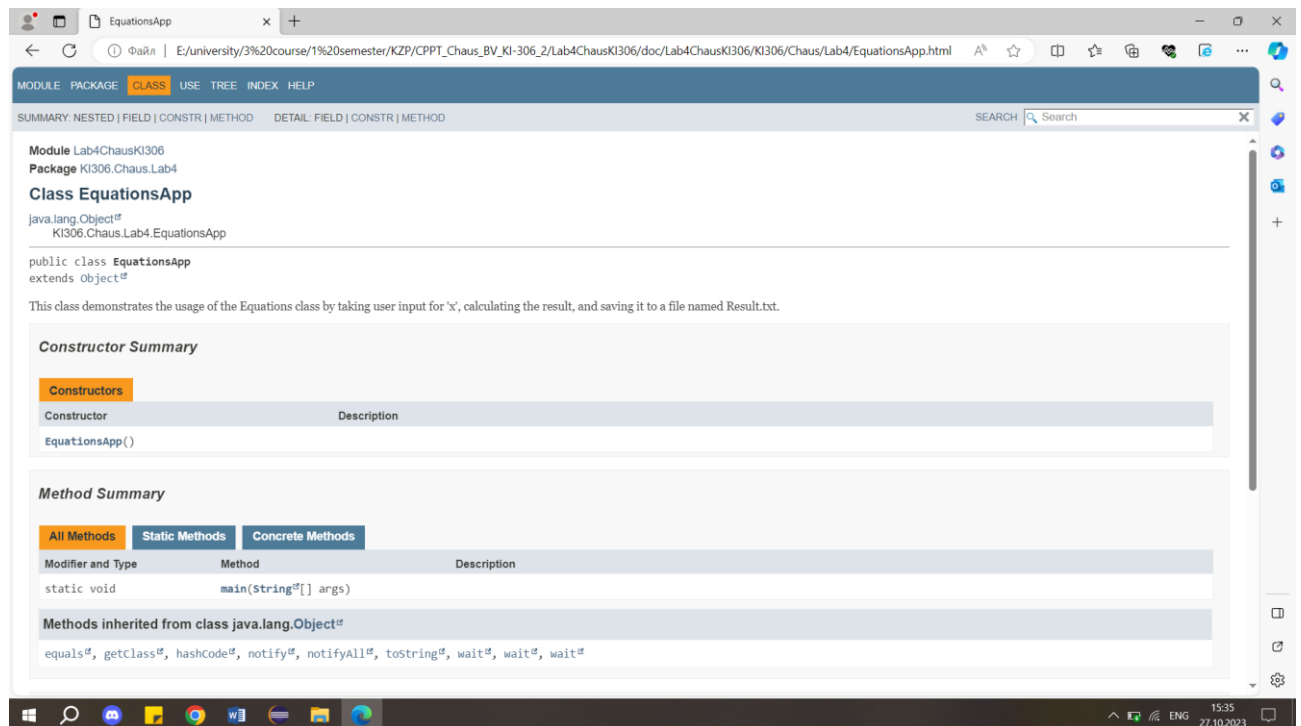 EquationsApp
Файл E:/university/3%20course/1%20semester/KZP/CPPT_Chaus_BV_KI-306_2/Lab4ChausKI306/doc/Lab4ChausKI306/KI306/Chaus/Lab4/EquationsApp.html
MODULE PACKAGE CLASS USE TREE INDEX HELP
SUMMARY: NESTED | FIELD | CONSTR | METHOD DETAIL: FIELD | CONSTR | METHOD SEARCH Search
Module Lab4ChausKI306
Package KI306.Chaus.Lab4
Class EquationsApp
java.lang.Object
KI306.Chaus.Lab4.EquationsApp
public class EquationsApp
extends Object
This class demonstrates the usage of the Equations class by taking user input for 'x', calculating the result, and saving it to a file named Result.txt.
Constructor Summary
Constructors
Constructor Description
EquationsApp()
Method Summary
All Methods Static Methods Concrete Methods
Modifier and Type Method Description
static void main(String[] args)
Methods inherited from class java.lang.Object
equals, getClass, hashCode, notify, notifyAll, toString, wait, wait, wait
ENG 15:35
27.10.2023